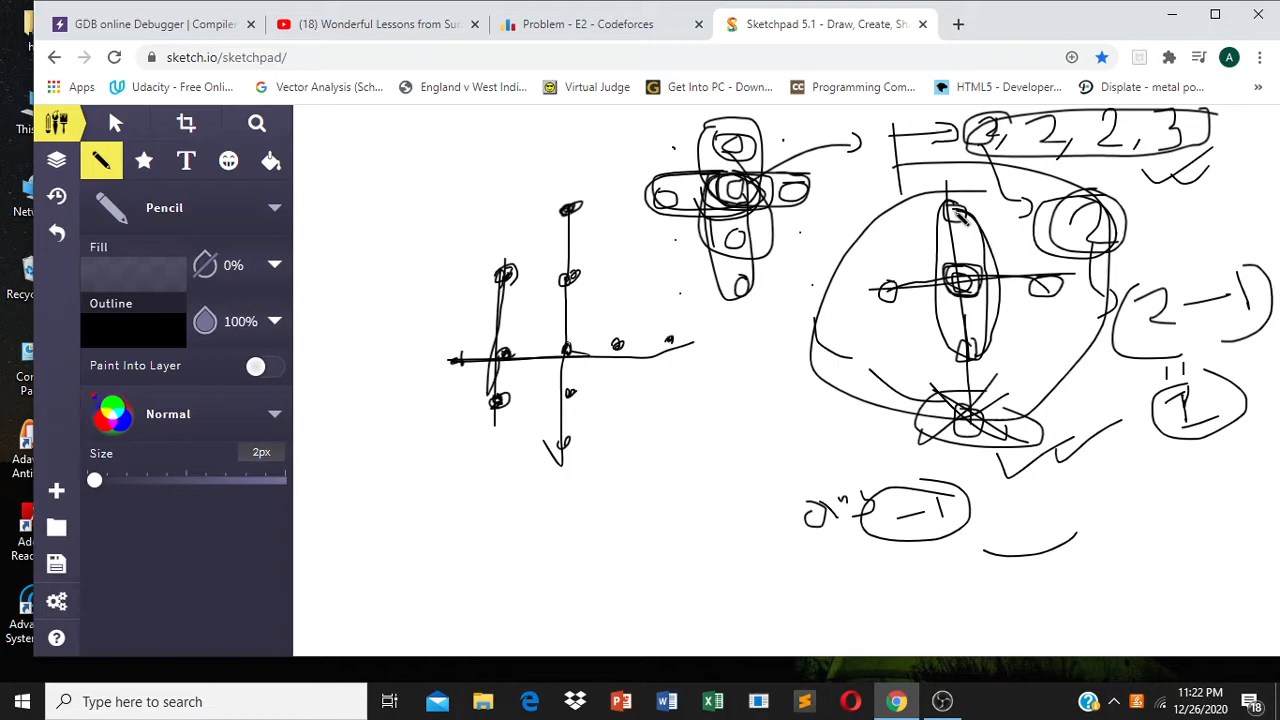 GDB online Debugger | Compiler
(18) Wonderful Lessons from Sur
Problem - E2 - Codeforces
Sketchpad 5.1 - Draw, Create, Sh
sketch.io/sketchpad/
A
Apps
Udacity - Free Onli...
Vector Analysis (Sch...
England v West Indi...
Virtual Judge
Get Into PC - Down...
CC Programming Com...
HTML5 - Developer...
Displate - metal po...
»
2, 2, 2, 3
Pencil
Fill
0%
Outline
100%
Paint Into Layer
Normal
Size
2px
2
2 - 1
1
- 1
Type here to search
11:22 PM
12/26/2020
18